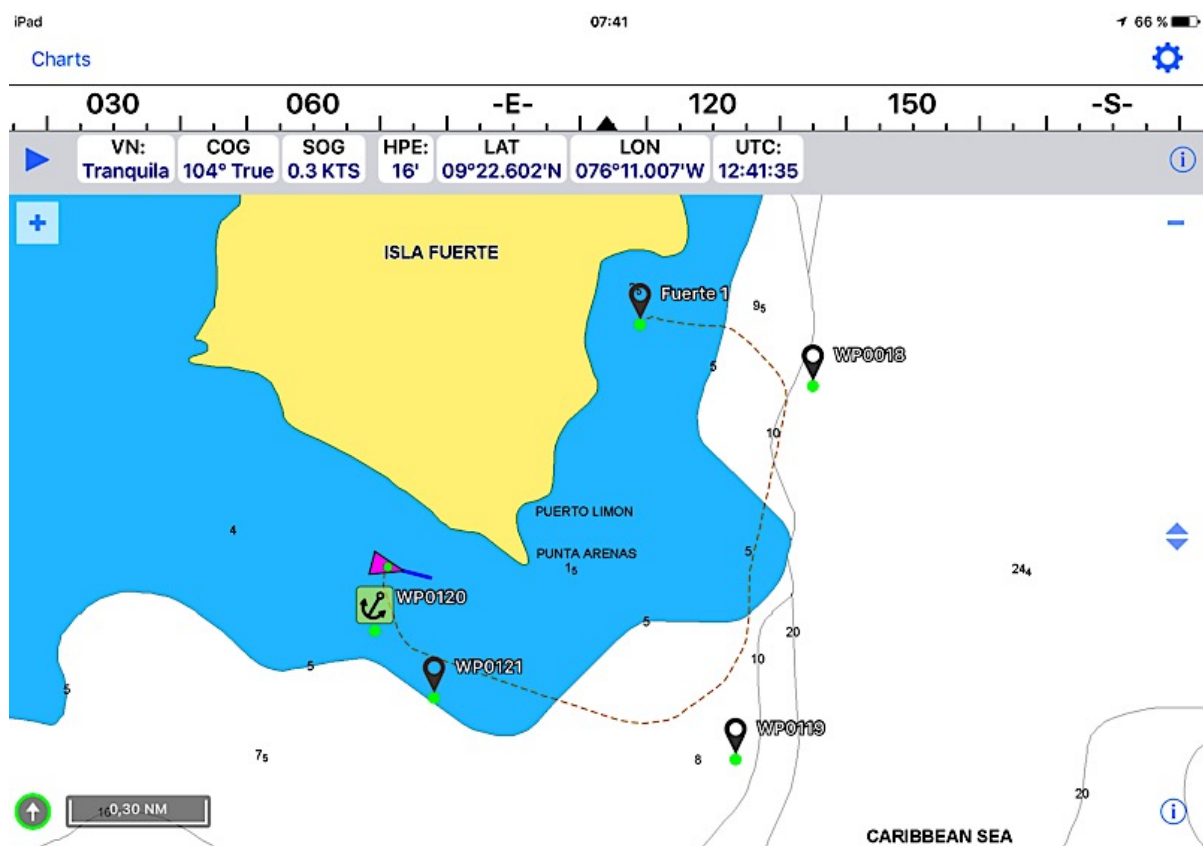 iPad 07:41 66 %
Charts
030 060 -E- 120 150 -S-
VN: COG SOG HPE: LAT LON UTC:
Tranquila 104° True 0.3 KTS 16' 09°22.602'N 076°11.007'W 12:41:35
ISLA FUERTE
Fuerte 1
9₅
WP0018
5
10
PUERTO LIMON
4
PUNTA ARENAS
5
1₅
24₄
WP0120
5
20
5
WP0121
10
5
WP0119
7₅
8
20
0,30 NM
CARIBBEAN SEA